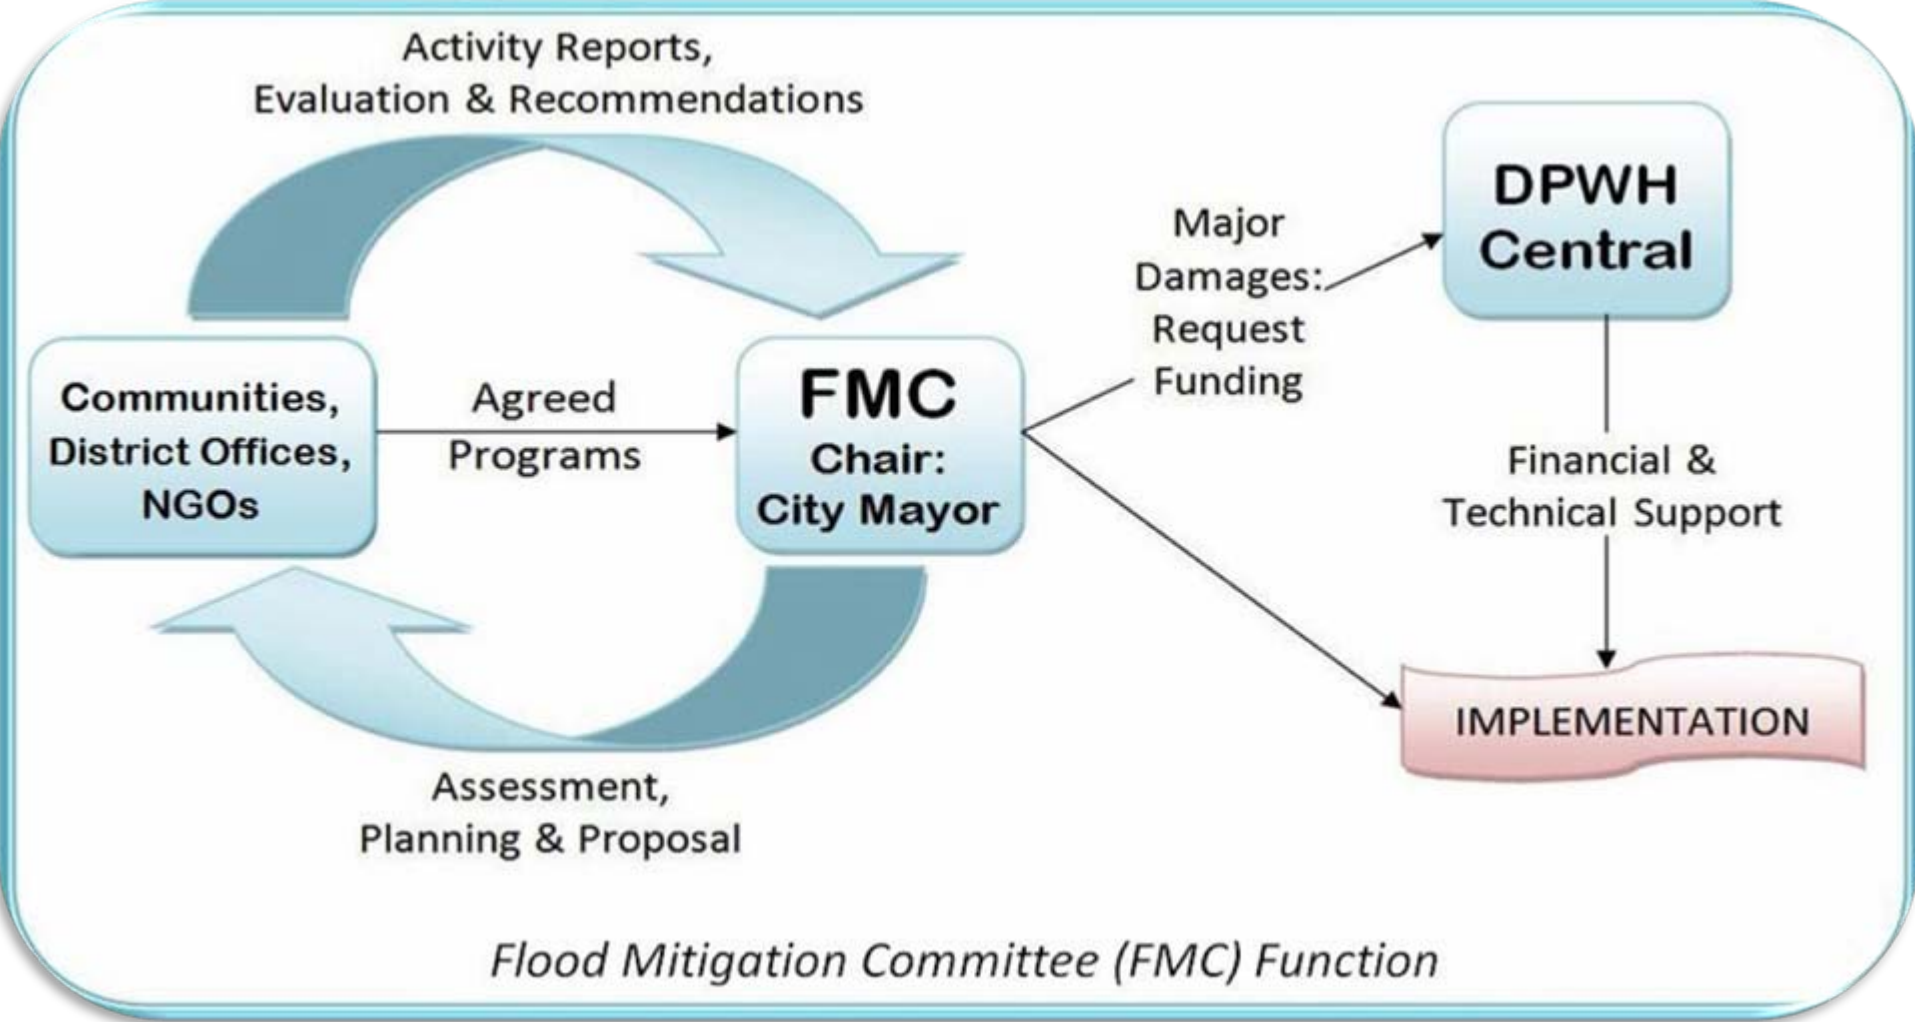 Activity Reports,
Evaluation & Recommendations
DPWH
Central
Major
Damages:
Request
Funding
Communities,
District Offices,
NGOs
Agreed
Programs
FMC
Chair:
City Mayor
Financial &
Technical Support
IMPLEMENTATION
Assessment,
Planning & Proposal
Flood Mitigation Committee (FMC) Function